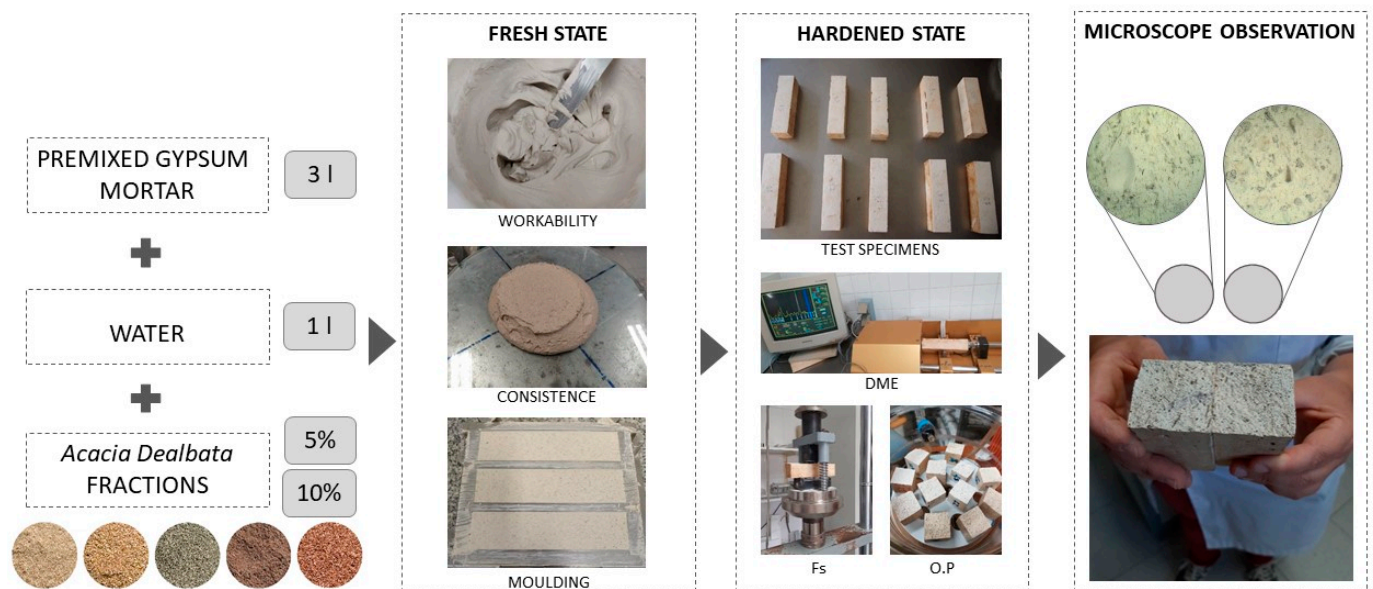 PREMIXED GYPSUM
MORTAR
3 l
WATER
1 l
Acacia Dealbata
FRACTIONS
5%
10%
FRESH STATE
WORKABILITY
CONSISTENCE
MOULDING
HARDENED STATE
TEST SPECIMENS
DME
Fs
O.P
MICROSCOPE OBSERVATION